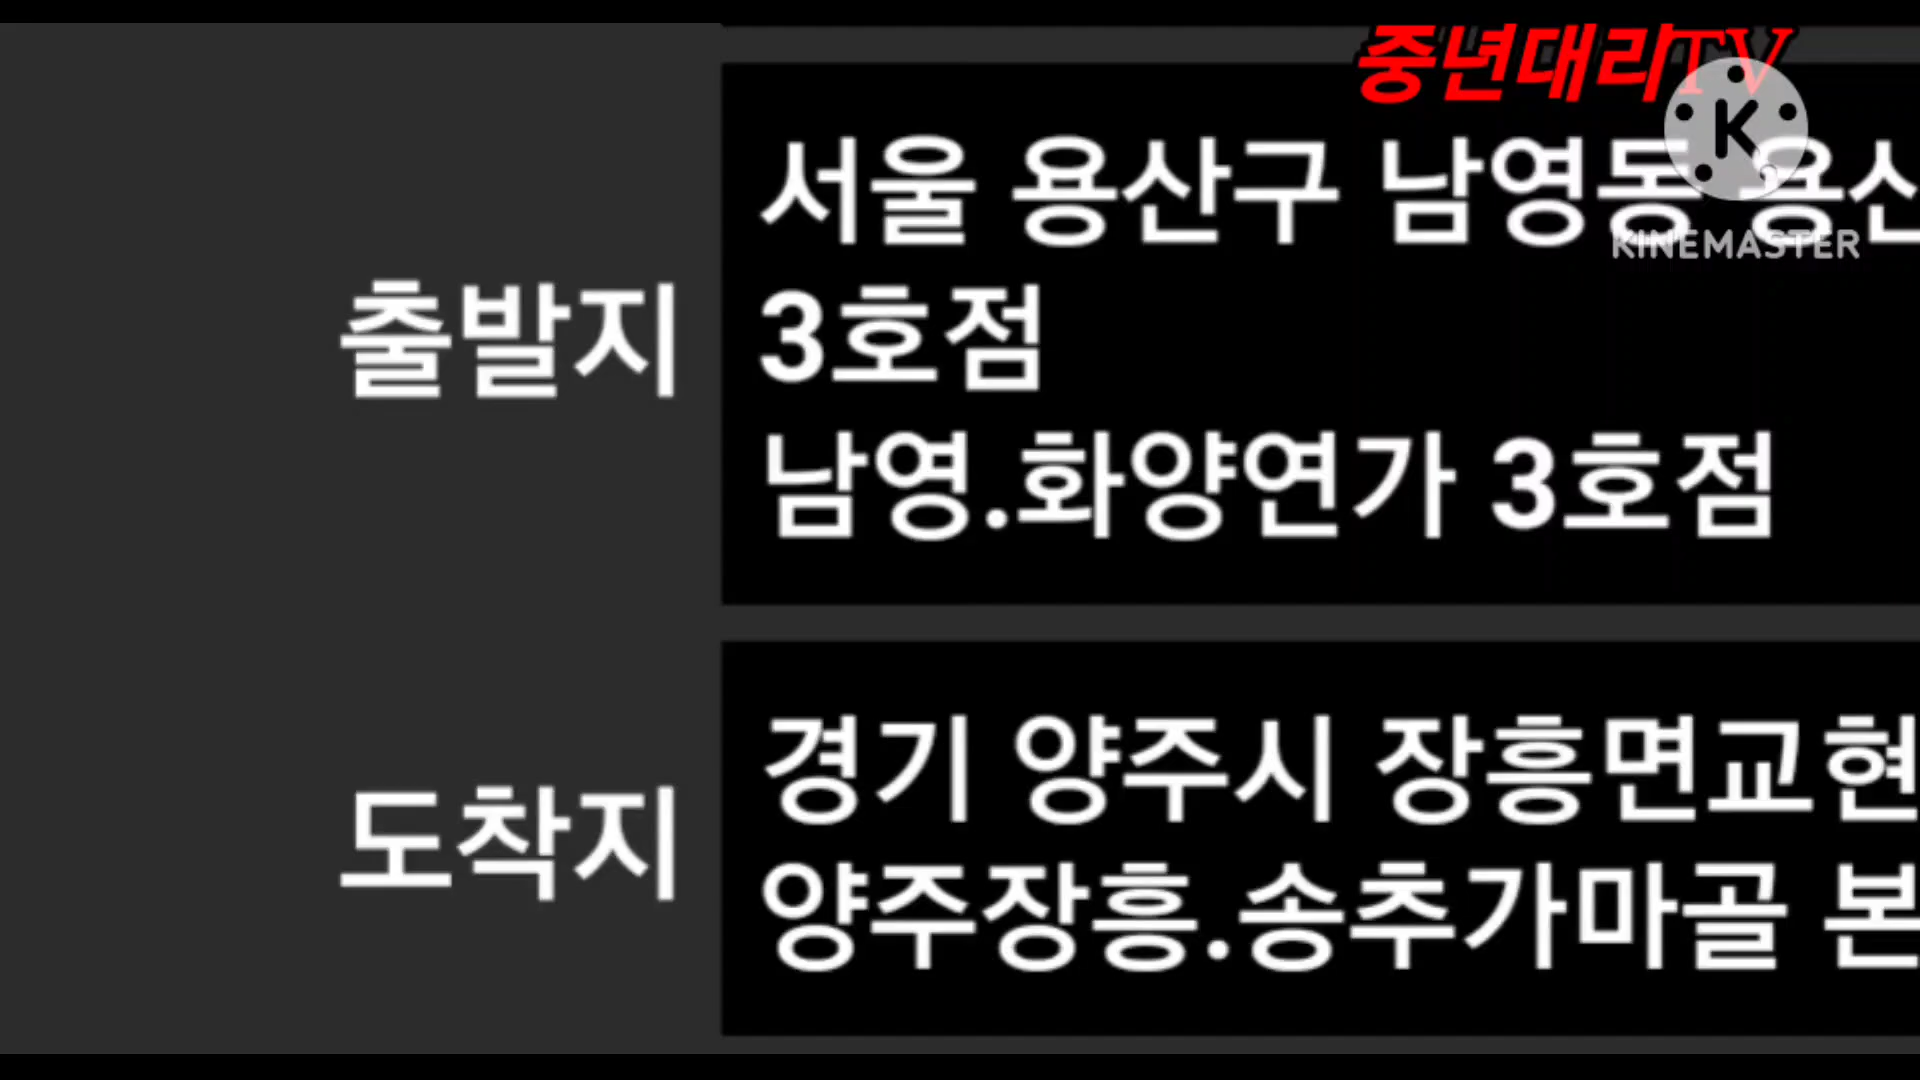 중년대리TV
KINEMASTER
출발지
서울 용산구 남영동
3호점
남영.화양연가 3호점
도착지
경기 양주시 장흥면교현
양주장흥.송추가마골 본